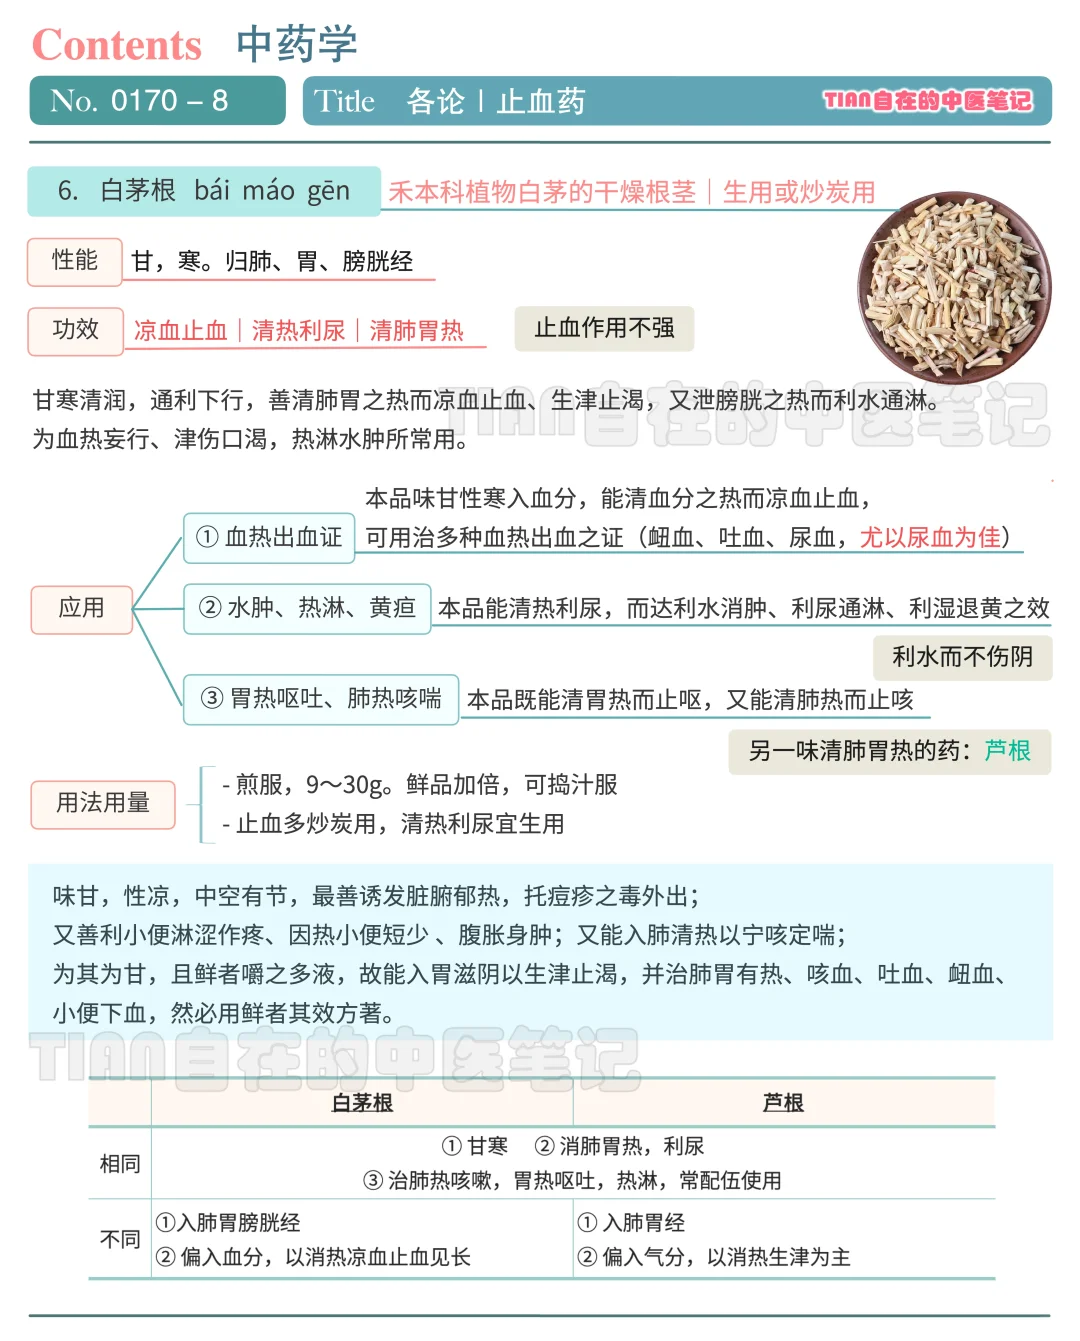 Contents 中药学
No. 0170 – 8
Title 各论 | 止血药
TIAN自在的中医笔记
6. 白茅根 bái máo gēn
禾本科植物白茅的干燥根茎｜生用或炒炭用
性能
甘，寒。归肺、胃、膀胱经
功效
凉血止血｜清热利尿｜清肺胃热
止血作用不强
甘寒清润，通利下行，善清肺胃之热而凉血止血、生津止渴，又泄膀胱之热而利水通淋。
为血热妄行、津伤口渴，热淋水肿所常用。
TIAN自在的中医笔记
应用
① 血热出血证
本品味甘性寒入血分，能清血分之热而凉血止血，
可用治多种血热出血之证（衄血、吐血、尿血，尤以尿血为佳）
② 水肿、热淋、黄疸
本品能清热利尿，而达利水消肿、利尿通淋、利湿退黄之效
利水而不伤阴
③ 胃热呕吐、肺热咳喘
本品既能清胃热而止呕，又能清肺热而止咳
另一味清肺胃热的药：芦根
用法用量
- 煎服，9～30g。鲜品加倍，可捣汁服
- 止血多炒炭用，清热利尿宜生用
味甘，性凉，中空有节，最善诱发脏腑郁热，托痘疹之毒外出；
又善利小便淋涩作疼、因热小便短少 、腹胀身肿；又能入肺清热以宁咳定喘；
为其为甘，且鲜者嚼之多液，故能入胃滋阴以生津止渴，并治肺胃有热、咳血、吐血、衄血、
小便下血，然必用鲜者其效方著。
TIAN自在的中医笔记
白茅根 芦根
相同
① 甘寒 ② 消肺胃热，利尿
③ 治肺热咳嗽，胃热呕吐，热淋，常配伍使用
不同
①入肺胃膀胱经
② 偏入血分，以消热凉血止血见长
① 入肺胃经
② 偏入气分，以消热生津为主